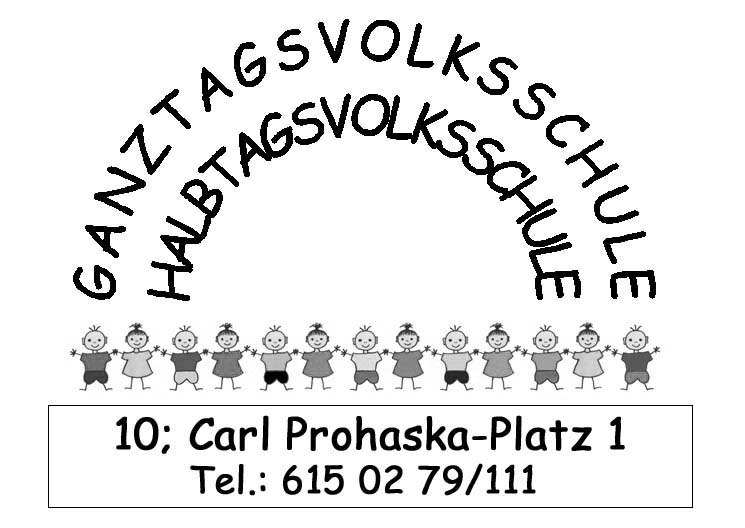 GANZTAGSVOLKSSCHULE
HALBTAGSVOLKSSCHULE
10; Carl Prohaska-Platz 1
Tel.: 615 02 79/111